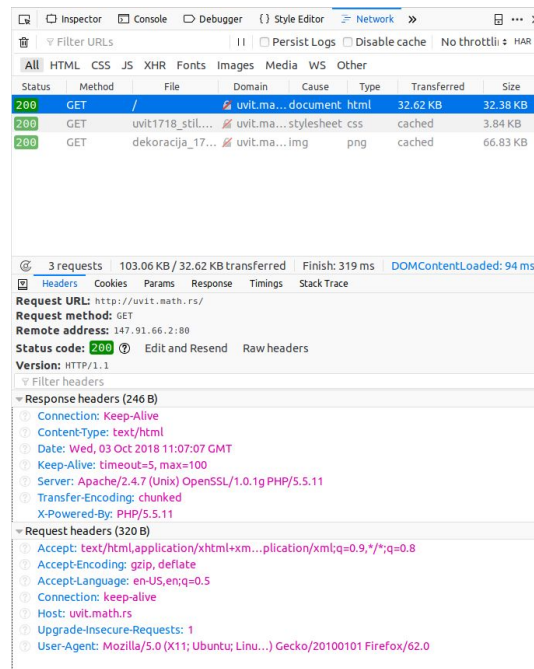 Inspector Console Debugger { } Style Editor Network » •••
Filter URLs || Persist Logs Disable cache No throttli HAR
All HTML CSS JS XHR Fonts Images Media WS Other
Status Method File Domain Cause Type Transferred Size
200 GET / uvit.ma... document html 32.62 KB 32.38 KB
200 GET uvit1718_stil.... uvit.ma... stylesheet css cached 3.84 KB
200 GET dekoracija_17... uvit.ma... img png cached 66.83 KB
3 requests 103.06 KB / 32.62 KB transferred Finish: 319 ms DOMContentLoaded: 94 ms
Headers Cookies Params Response Timings Stack Trace
Request URL: http://uvit.math.rs/
Request method: GET
Remote address: 147.91.66.2:80
Status code: 200 ? Edit and Resend Raw headers
Version: HTTP/1.1
Filter headers
Response headers (246 B)
? Connection: Keep-Alive
? Content-Type: text/html
? Date: Wed, 03 Oct 2018 11:07:07 GMT
? Keep-Alive: timeout=5, max=100
? Server: Apache/2.4.7 (Unix) OpenSSL/1.0.1g PHP/5.5.11
? Transfer-Encoding: chunked
X-Powered-By: PHP/5.5.11
Request headers (320 B)
? Accept: text/html,application/xhtml+xm...plication/xml;q=0.9,*/*;q=0.8
? Accept-Encoding: gzip, deflate
? Accept-Language: en-US,en;q=0.5
? Connection: keep-alive
? Host: uvit.math.rs
? Upgrade-Insecure-Requests: 1
? User-Agent: Mozilla/5.0 (X11; Ubuntu; Linu...) Gecko/20100101 Firefox/62.0